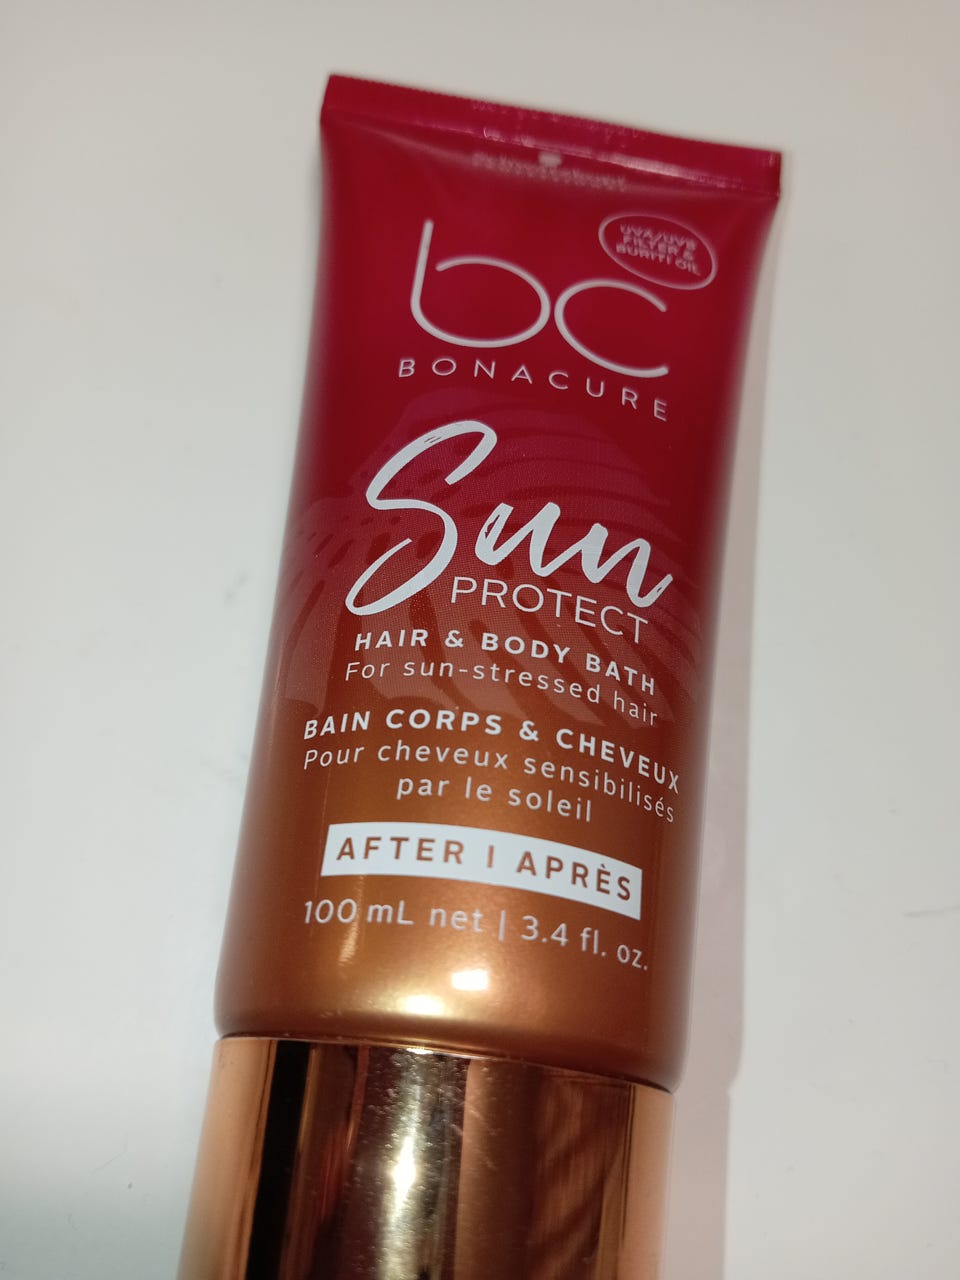 bc
UVA/UVB
FILTER &
BURITI OIL
BONACURE
Sun
PROTECT
HAIR & BODY BATH
For sun-stressed hair
BAIN CORPS & CHEVEUX
Pour cheveux sensibilisés
par le soleil
AFTER | APRÈS
100 mL net | 3.4 fl. oz.